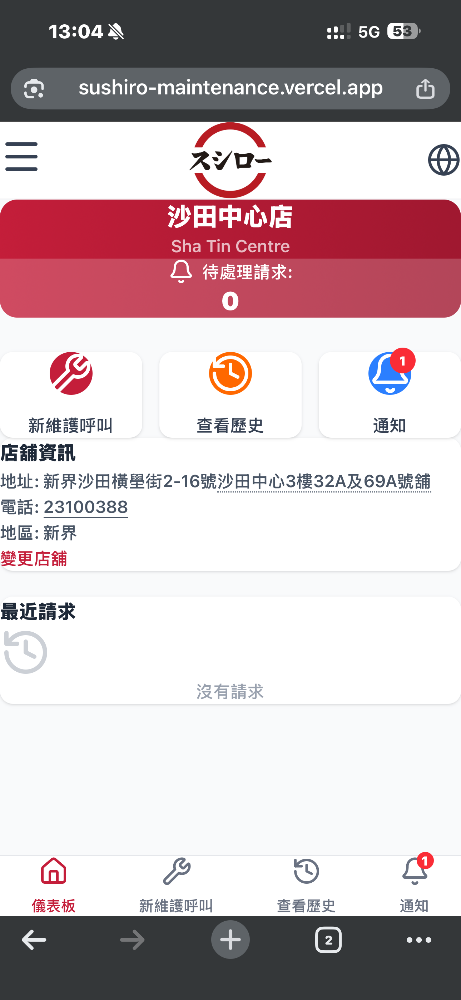 13:04
5G 53
sushiro-maintenance.vercel.app
スシロー
沙田中心店
Sha Tin Centre
待處理請求:
0
1
新維護呼叫
查看歷史
通知
店舖資訊
地址: 新界沙田橫壆街2-16號沙田中心3樓32A及69A號舖
電話: 23100388
地區: 新界
變更店舖
最近請求
沒有請求
1
儀表板
新維護呼叫
查看歷史
通知
2